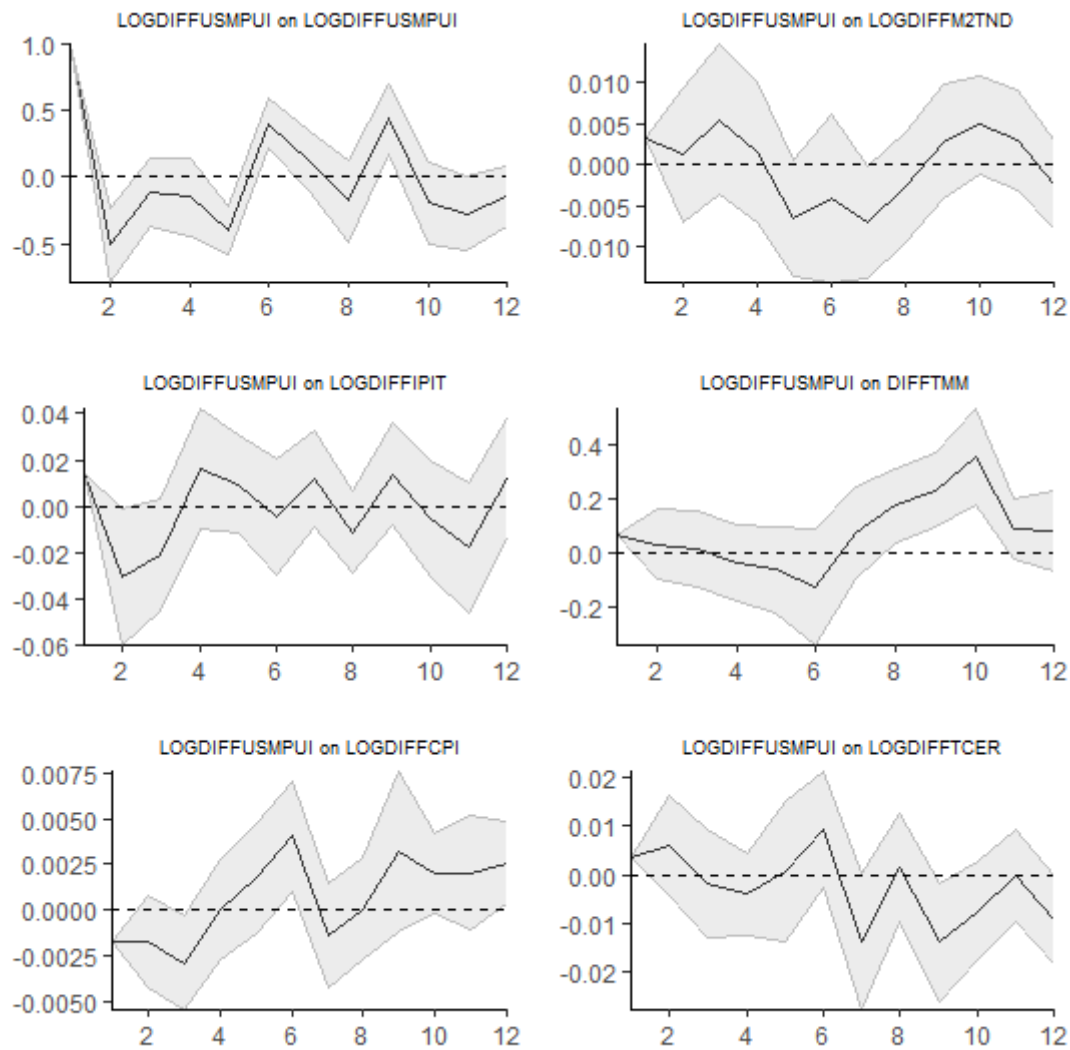 LOGDIFFUSMPUI on LOGDIFFUSMPUI
1.0
0.5
0.0
-0.5
2 4 6 8 10 12
LOGDIFFUSMPUI on LOGDIFFM2TND
0.010
0.005
0.000
-0.005
-0.010
2 4 6 8 10 12
LOGDIFFUSMPUI on LOGDIFFIPIT
0.04
0.02
0.00
-0.02
-0.04
-0.06
2 4 6 8 10 12
LOGDIFFUSMPUI on DIFFTMM
0.4
0.2
0.0
-0.2
2 4 6 8 10 12
LOGDIFFUSMPUI on LOGDIFFCPI
0.0075
0.0050
0.0025
0.0000
-0.0025
-0.0050
2 4 6 8 10 12
LOGDIFFUSMPUI on LOGDIFFTCER
0.02
0.01
0.00
-0.01
-0.02
2 4 6 8 10 12